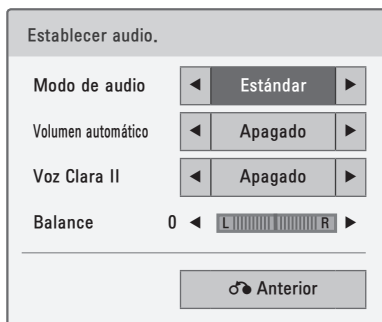 Establecer audio.
Modo de audio ◀ Estándar ▶
Volumen automático ◀ Apagado ▶
Voz Clara II ◀ Apagado ▶
Balance 0 ◀ L R ▶
Anterior